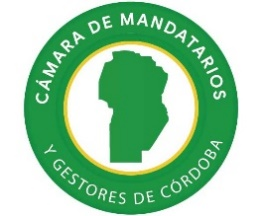 CÁMARA DE MANDATARIOS
Y GESTORES DE CÓRDOBA